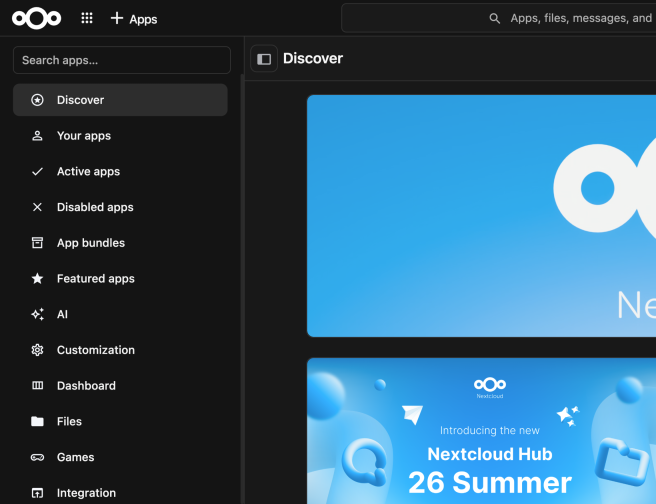 Apps
Apps, files, messages, and
Search apps...
Discover
Discover
Your apps
Active apps
Disabled apps
App bundles
Featured apps
AI
Customization
Dashboard
Files
Games
Integration
Ne
Nextcloud
Introducing the new
Nextcloud Hub
26 Summer